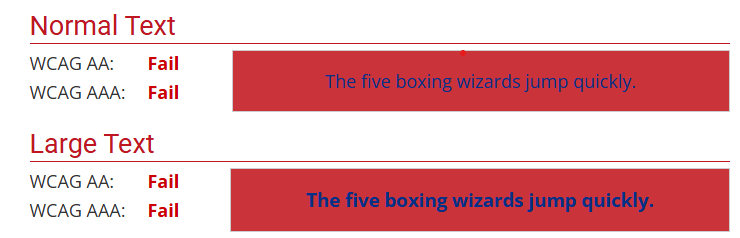 Normal Text
WCAG AA: Fail
The five boxing wizards jump quickly.
WCAG AAA: Fail
Large Text
WCAG AA: Fail
The five boxing wizards jump quickly.
WCAG AAA: Fail